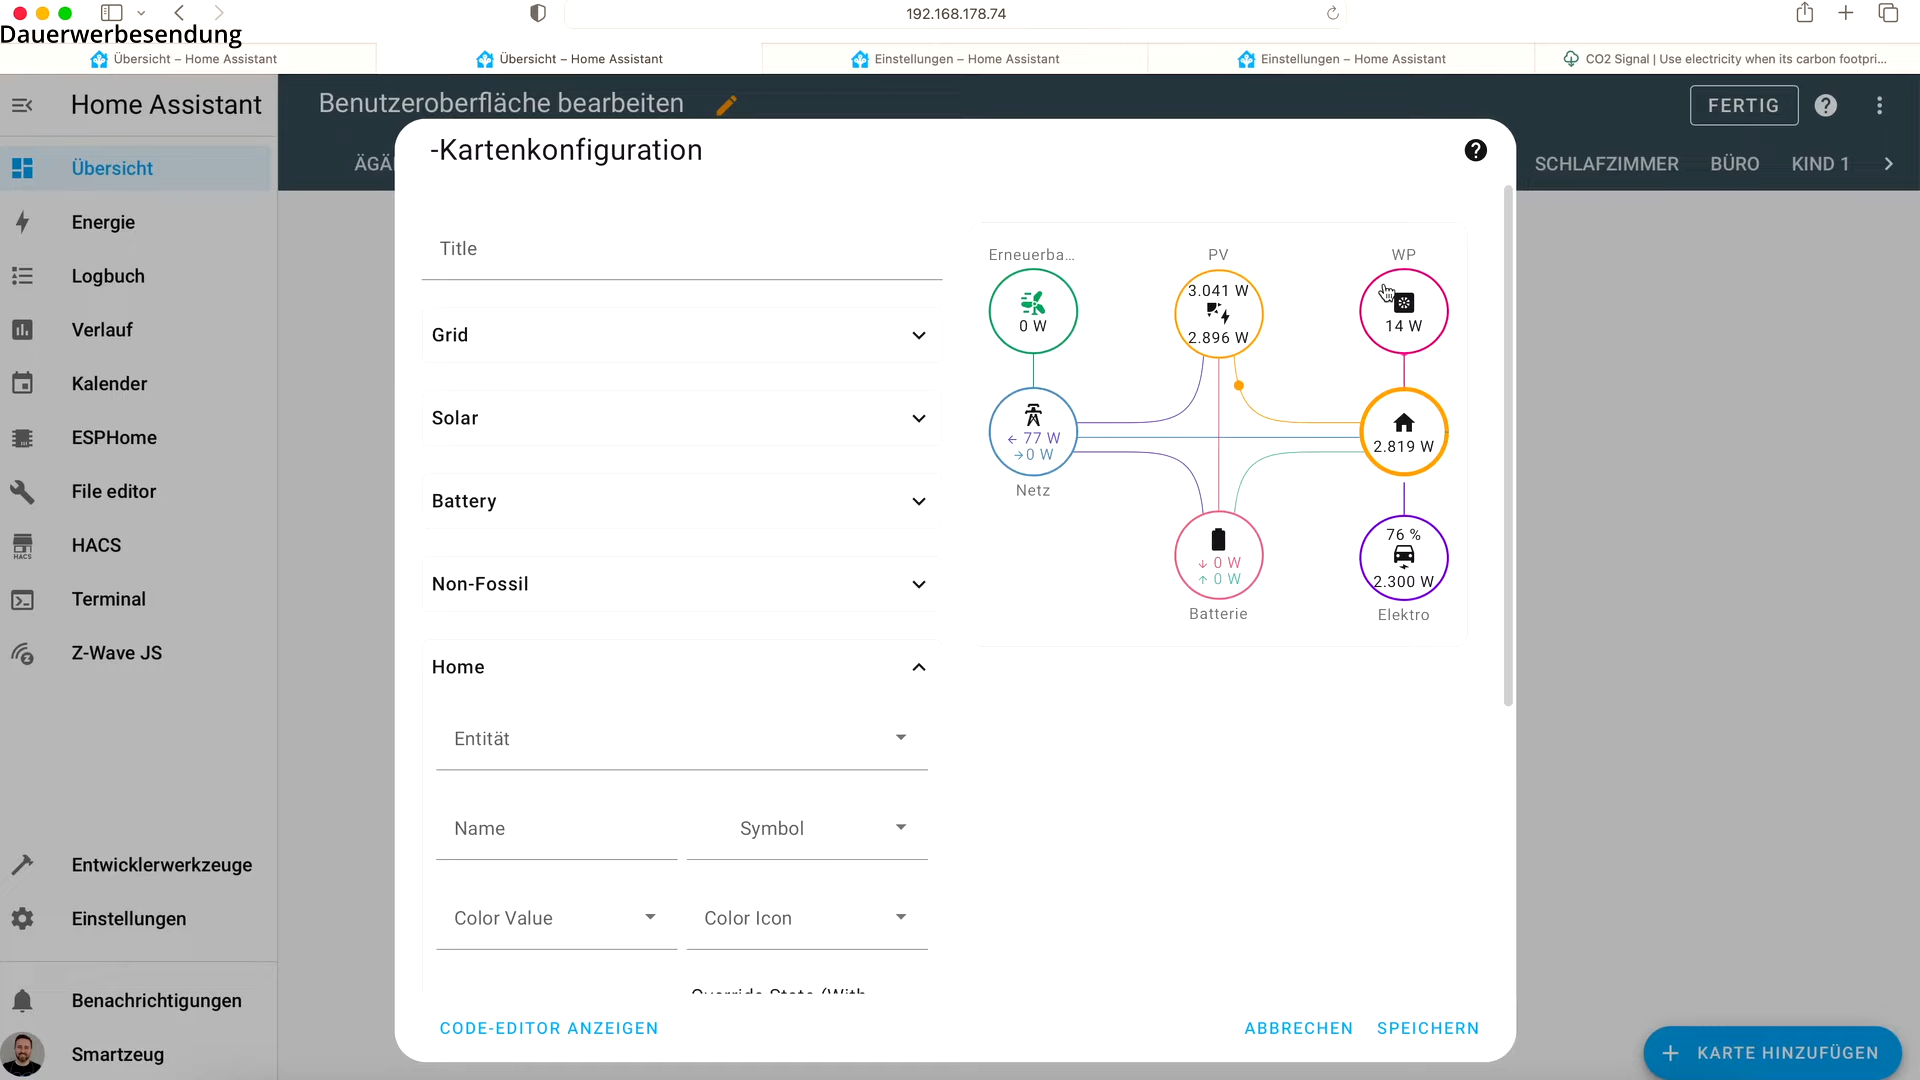 192.168.178.74
Dauerwerbesendung
Übersicht – Home Assistant
Übersicht – Home Assistant
Einstellungen – Home Assistant
Einstellungen – Home Assistant
CO2 Signal | Use electricity when its carbon footpri...
Home Assistant
Benutzeroberfläche bearbeiten
FERTIG
SCHLAFZIMMER
BÜRO
KIND 1
Übersicht
Energie
Logbuch
Verlauf
Kalender
ESPHome
File editor
HACS
HACS
Terminal
Z-Wave JS
Entwicklerwerkzeuge
Einstellungen
Benachrichtigungen
Smartzeug
-Kartenkonfiguration
Title
Grid
Solar
Battery
Non-Fossil
Home
Entität
Name
Symbol
Color Value
Color Icon
Override State (With
Erneuerba...
0 W
PV
3.041 W
2.896 W
WP
14 W
← 77 W
→0 W
Netz
2.819 W
↓ 0 W
↑ 0 W
Batterie
76 %
2.300 W
Elektro
CODE-EDITOR ANZEIGEN
ABBRECHEN
SPEICHERN
+ KARTE HINZUFÜGEN